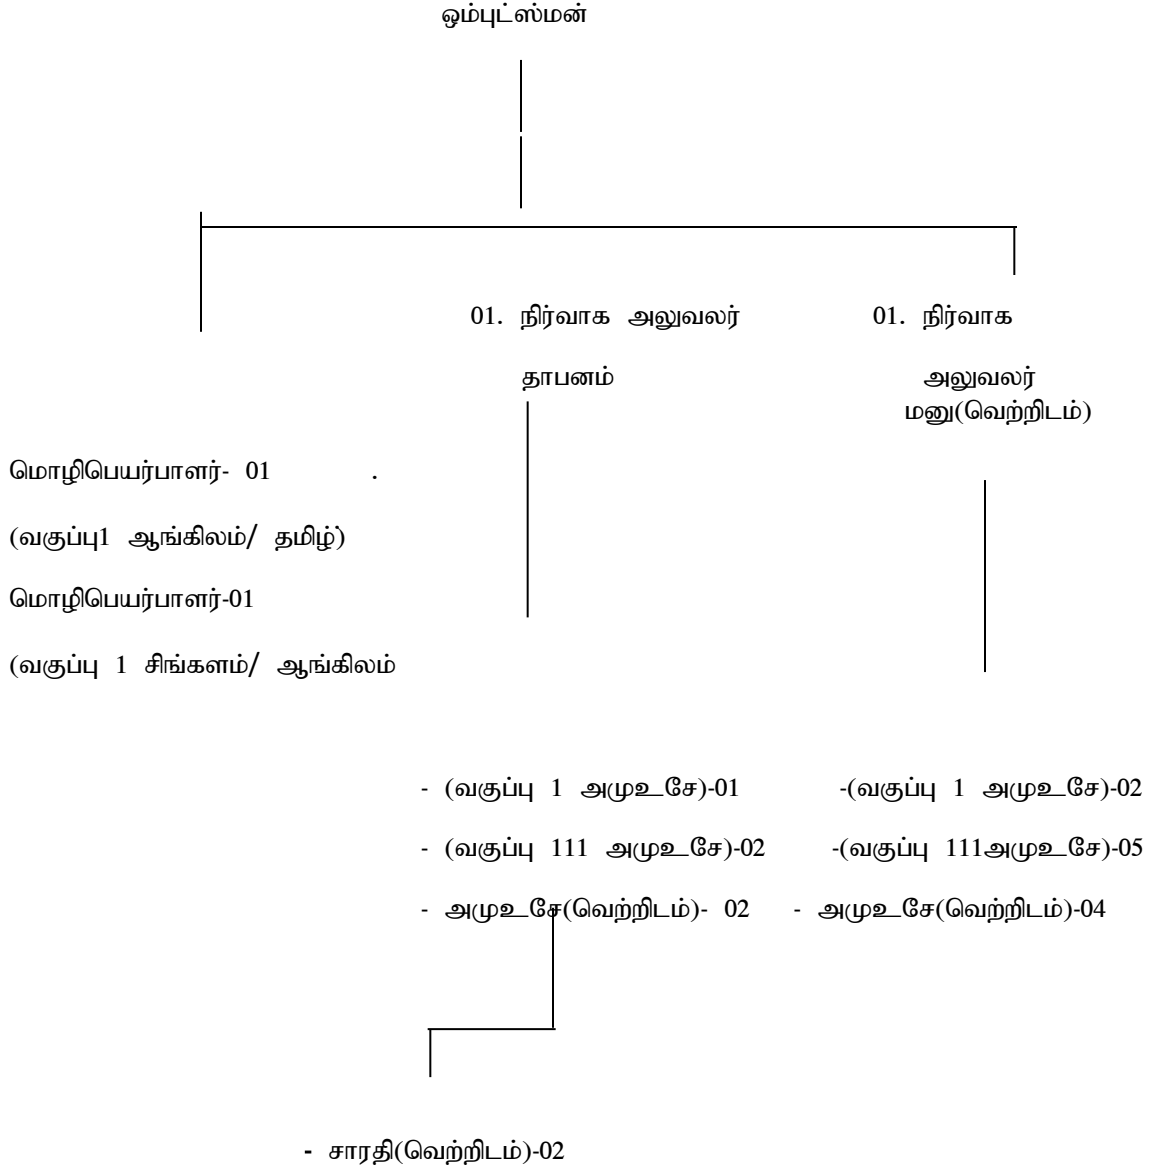 ஒம்புட்ஸ்மன்
01. நிர்வாக அலுவலர்
தாபனம்
01. நிர்வாக
அலுவலர்
மனு(வெற்றிடம்)
மொழிபெயர்பாளர்- 01 .
(வகுப்பு1 ஆங்கிலம்/ தமிழ்)
மொழிபெயர்பாளர்-01
(வகுப்பு 1 சிங்களம்/ ஆங்கிலம்
- (வகுப்பு 1 அமுஉசே)-01 -(வகுப்பு 1 அமுஉசே)-02
- (வகுப்பு 111 அமுஉசே)-02 -(வகுப்பு 111அமுஉசே)-05
- அமுஉசே(வெற்றிடம்)- 02 - அமுஉசே(வெற்றிடம்)-04
- சாரதி(வெற்றிடம்)-02